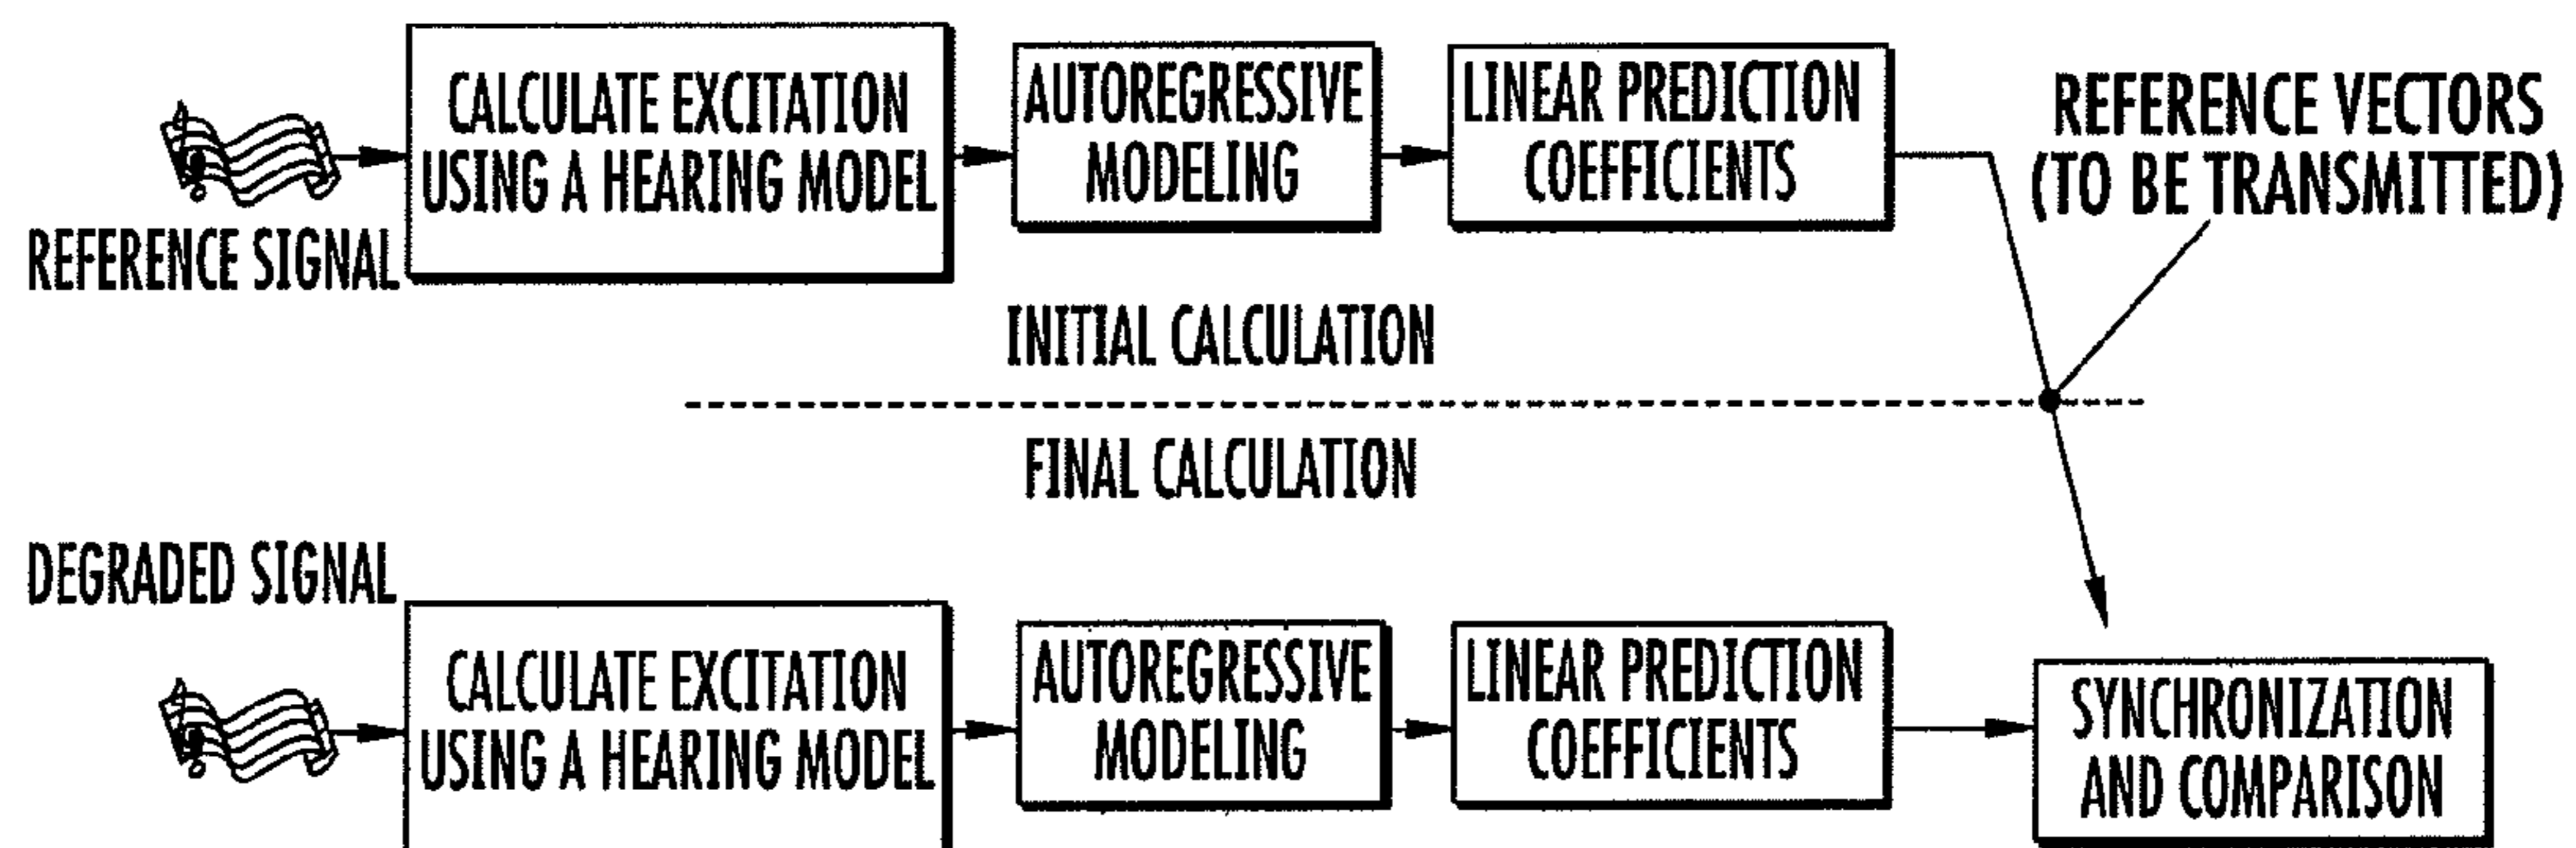 REFERENCE SIGNAL
CALCULATE EXCITATION
USING A HEARING MODEL
AUTOREGRESSIVE
MODELING
LINEAR PREDICTION
COEFFICIENTS
REFERENCE VECTORS
(TO BE TRANSMITTED)
INITIAL CALCULATION
FINAL CALCULATION
DEGRADED SIGNAL
CALCULATE EXCITATION
USING A HEARING MODEL
AUTOREGRESSIVE
MODELING
LINEAR PREDICTION
COEFFICIENTS
SYNCHRONIZATION
AND COMPARISON